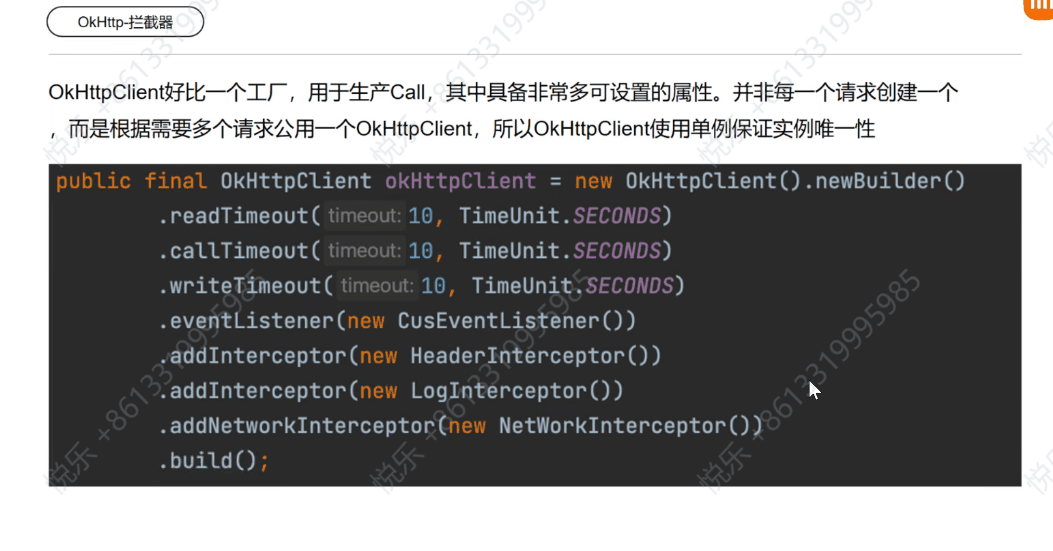 OkHttp-拦截器
OkHttpClient好比一个工厂，用于生产Call，其中具备非常多可设置的属性。并非每一个请求创建一个
，而是根据需要多个请求公用一个OkHttpClient，所以OkHttpClient使用单例保证实例唯一性
public final OkHttpClient okHttpClient = new OkHttpClient().newBuilder()
.readTimeout( timeout: 10, TimeUnit.SECONDS)
.callTimeout( timeout: 10, TimeUnit.SECONDS)
.writeTimeout( timeout: 10, TimeUnit.SECONDS)
.eventListener(new CusEventListener())
.addInterceptor(new HeaderInterceptor())
.addInterceptor(new LogInterceptor())
.addNetworkInterceptor(new NetWorkInterceptor())
.build();
悦乐 +8613319995985
悦乐 +8613319995985
悦乐 +8613319995985